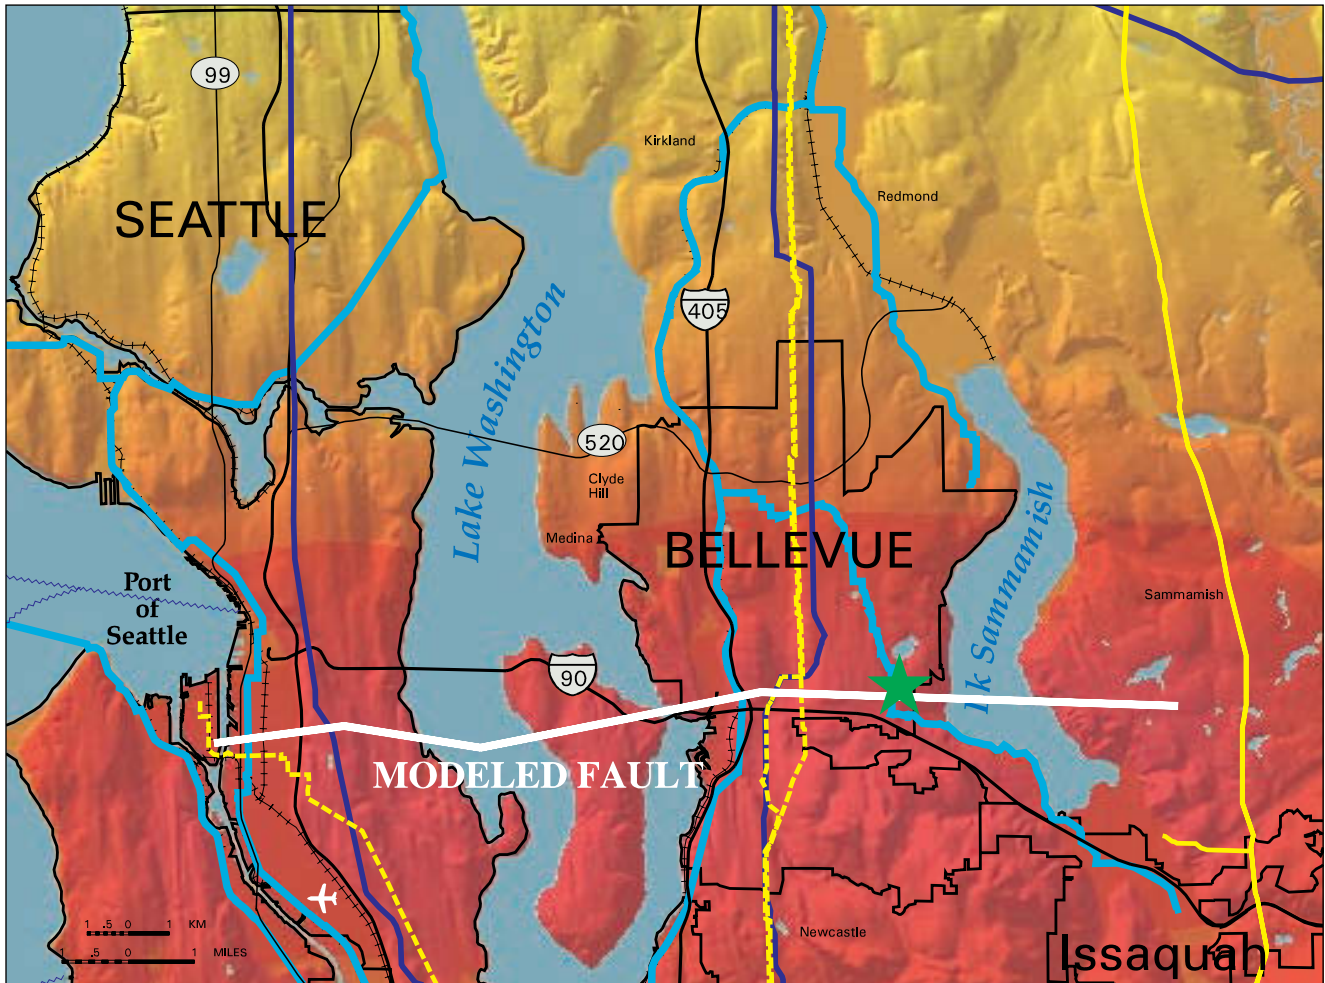 99
Kirkland
Redmond
SEATTLE
405
Lake Washington
520
Clyde
Hill
Medina
BELLEVUE
Lk Sammamish
Port
of
Seattle
Sammamish
90
MODELED FAULT
1 .5 0 1 KM
1 .5 0 1 MILES
Newcastle
Issaquah